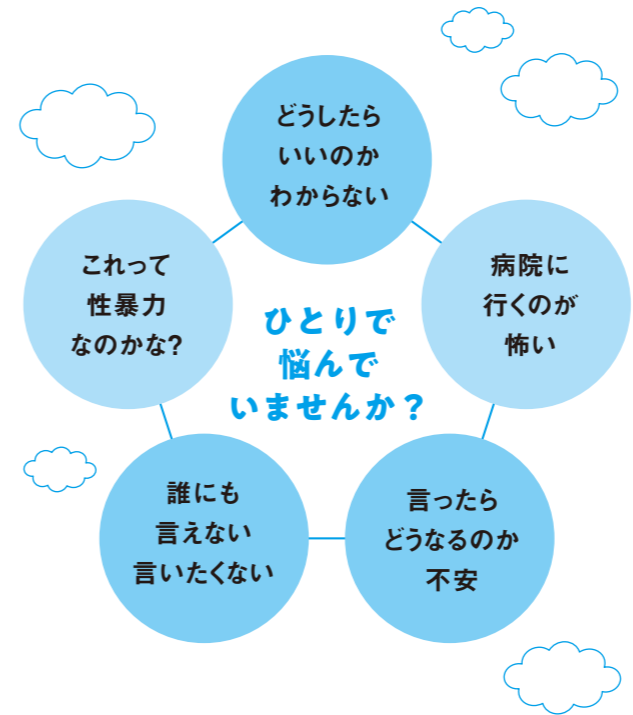 どうしたら
いいのか
わからない
これって
性暴力
なのかな?
病院に
行くのが
怖い
ひとりで
悩んで
いませんか？
誰にも
言えない
言いたくない
言ったら
どうなるのか
不安